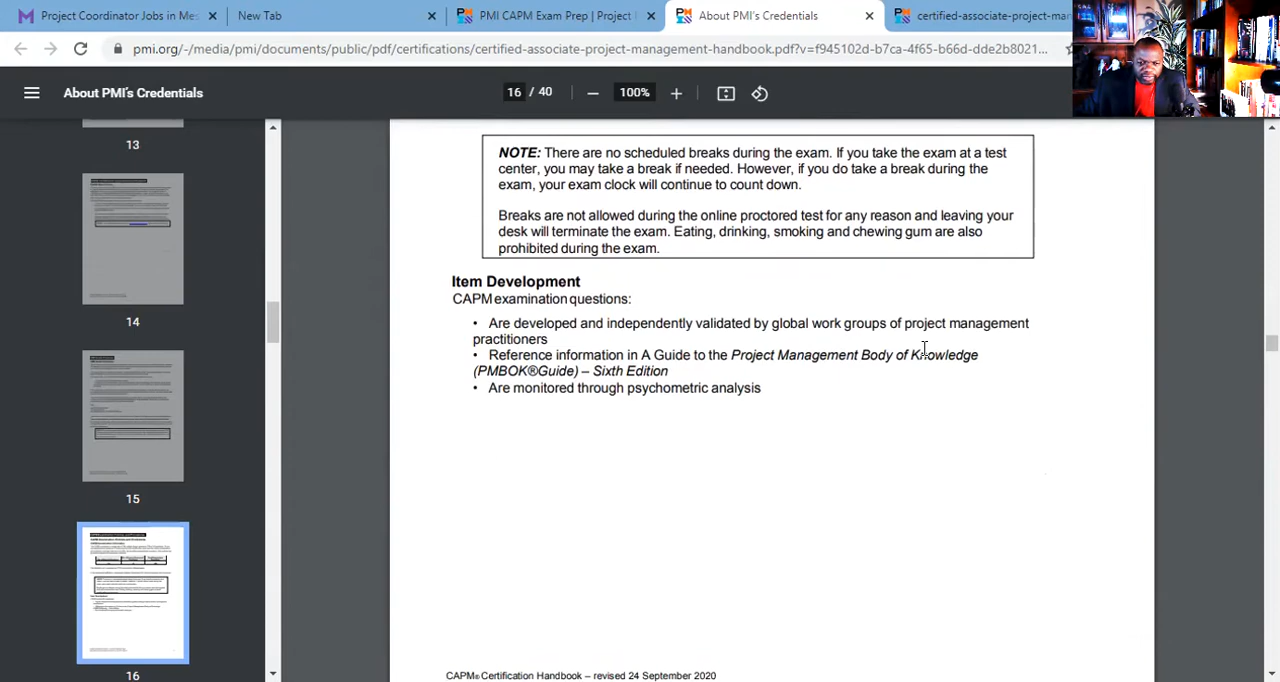 Project Coordinator Jobs in Mes
New Tab
PMI CAPM Exam Prep | Project
About PMI's Credentials
certified-associate-project-mar
pmi.org/-/media/pmi/documents/public/pdf/certifications/certified-associate-project-management-handbook.pdf?v=f945102d-b7ca-4f65-b66d-dde2b8021...
About PMI's Credentials
16 / 40
100%
13
14
15
16
NOTE: There are no scheduled breaks during the exam. If you take the exam at a test
center, you may take a break if needed. However, if you do take a break during the
exam, your exam clock will continue to count down.
Breaks are not allowed during the online proctored test for any reason and leaving your
desk will terminate the exam. Eating, drinking, smoking and chewing gum are also
prohibited during the exam.
Item Development
CAPM examination questions:
• Are developed and independently validated by global work groups of project management
practitioners
• Reference information in A Guide to the Project Management Body of Knowledge
(PMBOK®Guide) – Sixth Edition
• Are monitored through psychometric analysis
CAPM® Certification Handbook – revised 24 September 2020